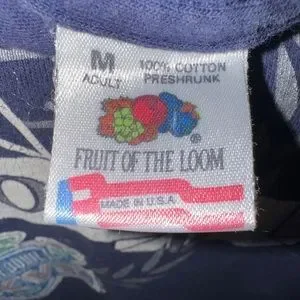 M 100% COTTON
ADULT PRESHRUNK
®
FRUIT OF THE LOOM
MADE IN U.S.A.